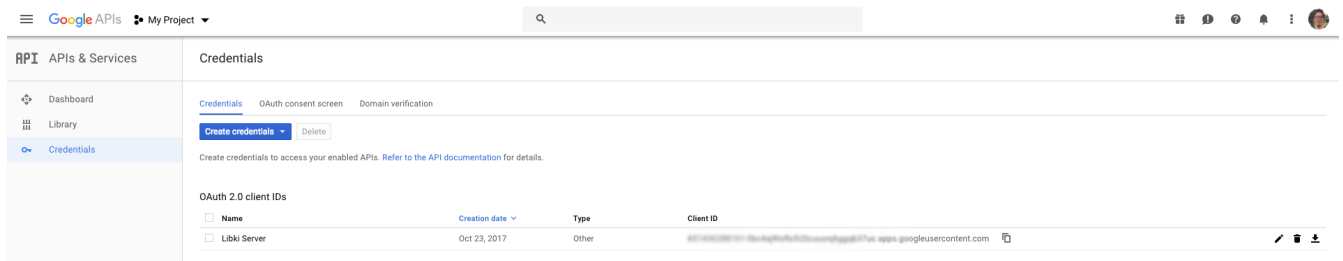 Google APIs My Project
API APIs & Services
Credentials
Dashboard
Library
Credentials
Credentials OAuth consent screen Domain verification
Create credentials Delete
Create credentials to access your enabled APIs. Refer to the API documentation for details.
OAuth 2.0 client IDs
Name Creation date Type Client ID
Libki Server Oct 23, 2017 Other .apps.googleusercontent.com